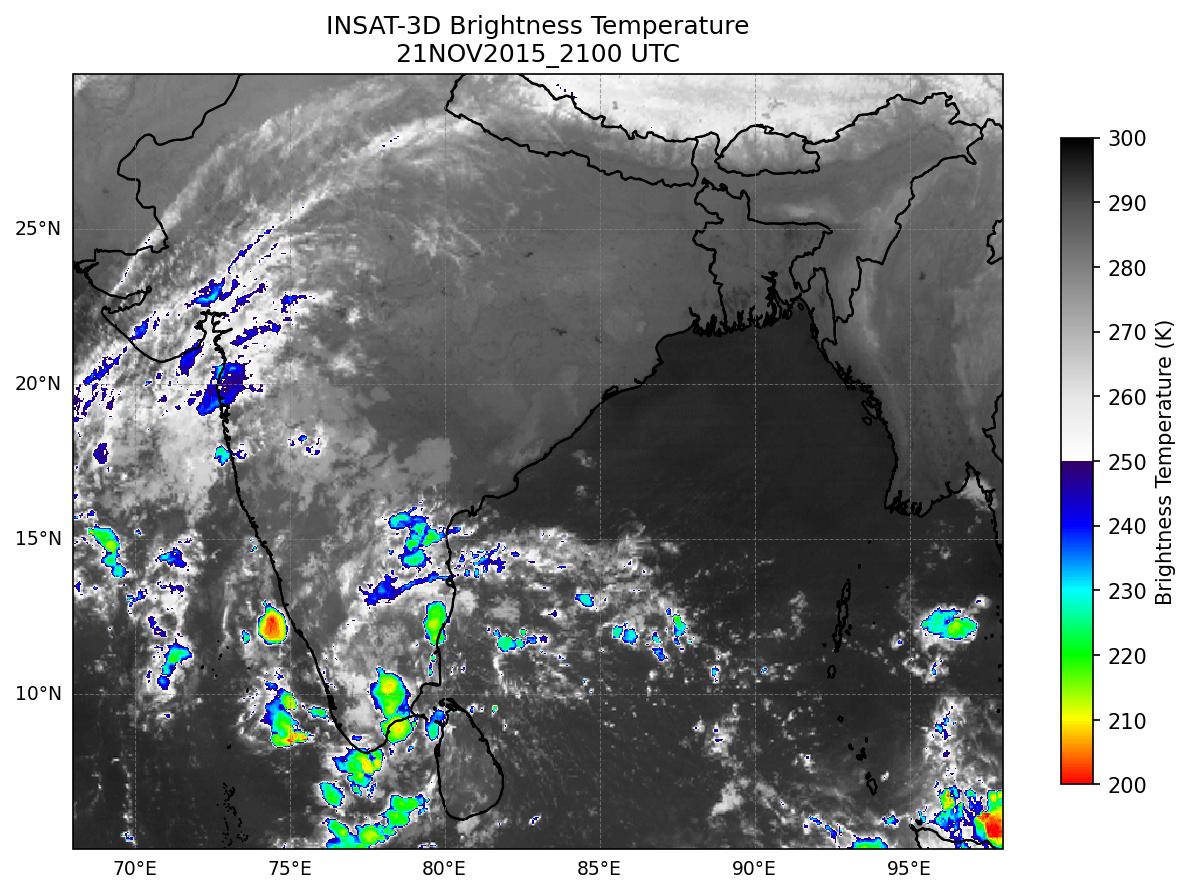 INSAT-3D Brightness Temperature
21NOV2015_2100 UTC
25°N
20°N
15°N
10°N
70°E
75°E
80°E
85°E
90°E
95°E
300
290
280
270
260
250
240
230
220
210
200
Brightness Temperature (K)